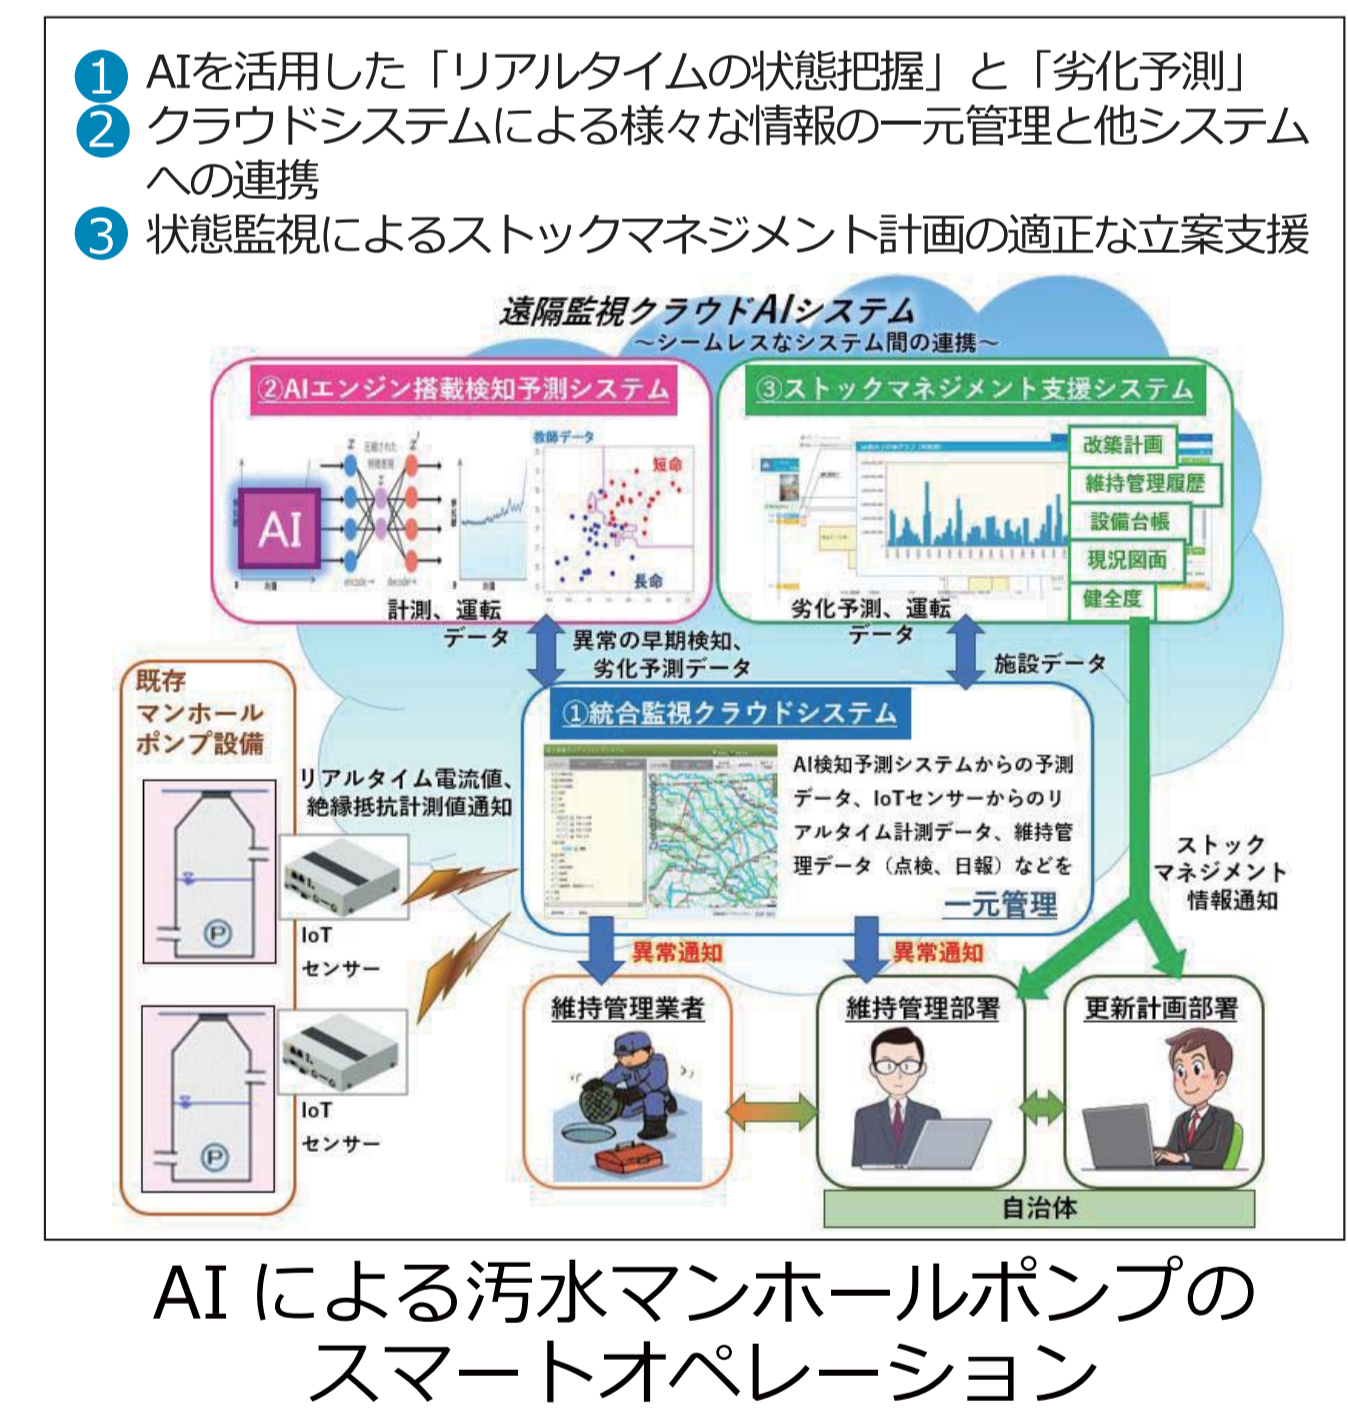 1 AIを活用した「リアルタイムの状態把握」と「劣化予測」
2 クラウドシステムによる様々な情報の一元管理と他システム
への連携
3 状態監視によるストックマネジメント計画の適正な立案支援
遠隔監視クラウドAIシステム
～シームレスなシステム間の連携～
②AIエンジン搭載検知予測システム
圧縮された
特徴表現
AI
encode→
decode→
教師データ
短命
長命
計測、運転
データ
異常の早期検知、
劣化予測データ
③ストックマネジメント支援システム
改築計画
維持管理履歴
設備台帳
現況図面
健全度
劣化予測、運転
データ
施設データ
既存
マンホール
ポンプ設備
P
IoT
センサー
P
IoT
センサー
リアルタイム電流値、
絶縁抵抗計測値通知
①統合監視クラウドシステム
AI検知予測システムからの予測
データ、IoTセンサーからのリ
アルタイム計測データ、維持管
理データ（点検、日報）などを
一元管理
ストック
マネジメント
情報通知
異常通知
異常通知
維持管理業者
維持管理部署
更新計画部署
自治体
AI による汚水マンホールポンプの
スマートオペレーション